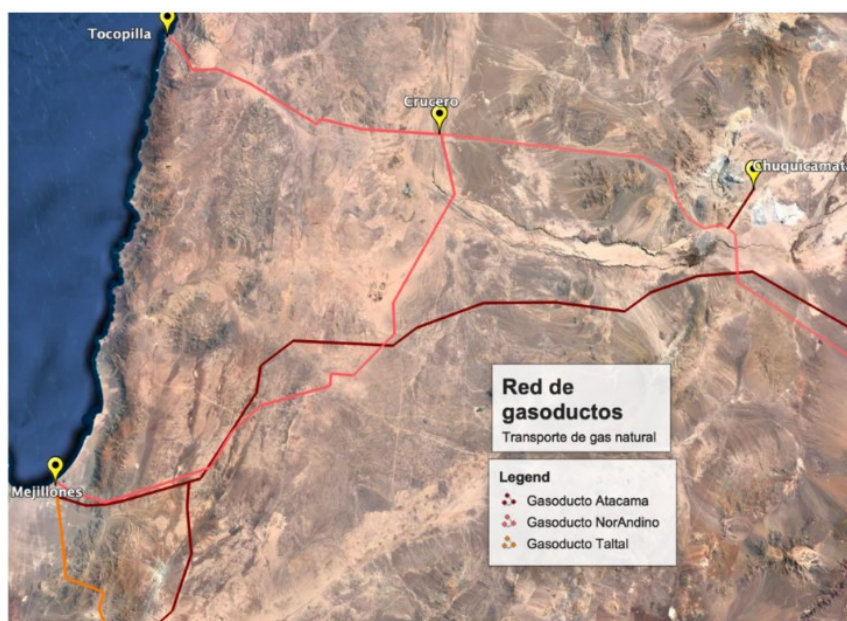 Tocopilla
Crucero
Chuquicamata
Red de
gasoductos
Transporte de gas natural
Mejillones
Legend
Gasoducto Atacama
Gasoducto NorAndino
Gasoducto Taltal